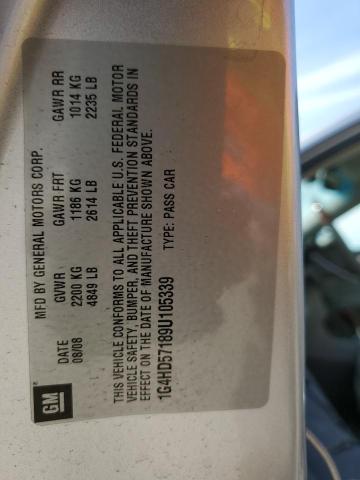 GM
MFD BY GENERAL MOTORS CORP.
DATE GVWR GAWR FRT GAWR RR
08/08 2200 KG 1186 KG 1014 KG
4849 LB 2614 LB 2235 LB
THIS VEHICLE CONFORMS TO ALL APPLICABLE U.S. FEDERAL MOTOR
VEHICLE SAFETY, BUMPER, AND THEFT PREVENTION STANDARDS IN
EFFECT ON THE DATE OF MANUFACTURE SHOWN ABOVE.
1G4HD57189U105339 TYPE: PASS CAR